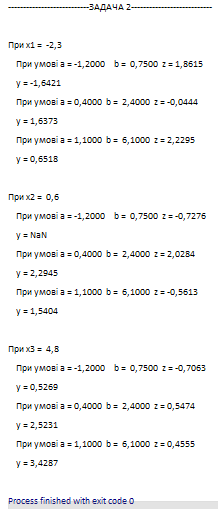 ---------------------------ЗАДАЧА 2---------------------------
При x1 = -2,3
При умові a = -1,2000 b = 0,7500 z = 1,8615
y = -1,6421
При умові a = 0,4000 b = 2,4000 z = -0,0444
y = 1,6373
При умові a = 1,1000 b = 6,1000 z = 2,2295
y = 0,6518
При x2 = 0,6
При умові a = -1,2000 b = 0,7500 z = -0,7276
y = NaN
При умові a = 0,4000 b = 2,4000 z = 2,0284
y = 2,2945
При умові a = 1,1000 b = 6,1000 z = -0,5613
y = 1,5404
При x3 = 4,8
При умові a = -1,2000 b = 0,7500 z = -0,7063
y = 0,5269
При умові a = 0,4000 b = 2,4000 z = 0,5474
y = 2,5231
При умові a = 1,1000 b = 6,1000 z = 0,4555
y = 3,4287
Process finished with exit code 0